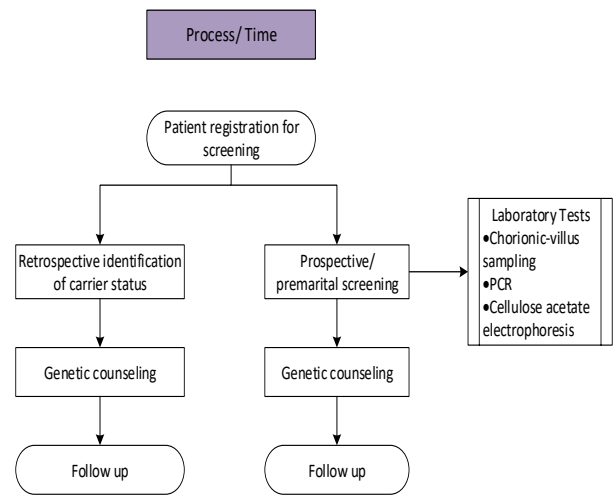 Process/ Time
Patient registration for
screening
Retrospective identification
of carrier status
Prospective/
premarital screening
Laboratory Tests
•Chorionic-villus
sampling
•PCR
•Cellulose acetate
electrophoresis
Genetic counseling
Genetic counseling
Follow up
Follow up